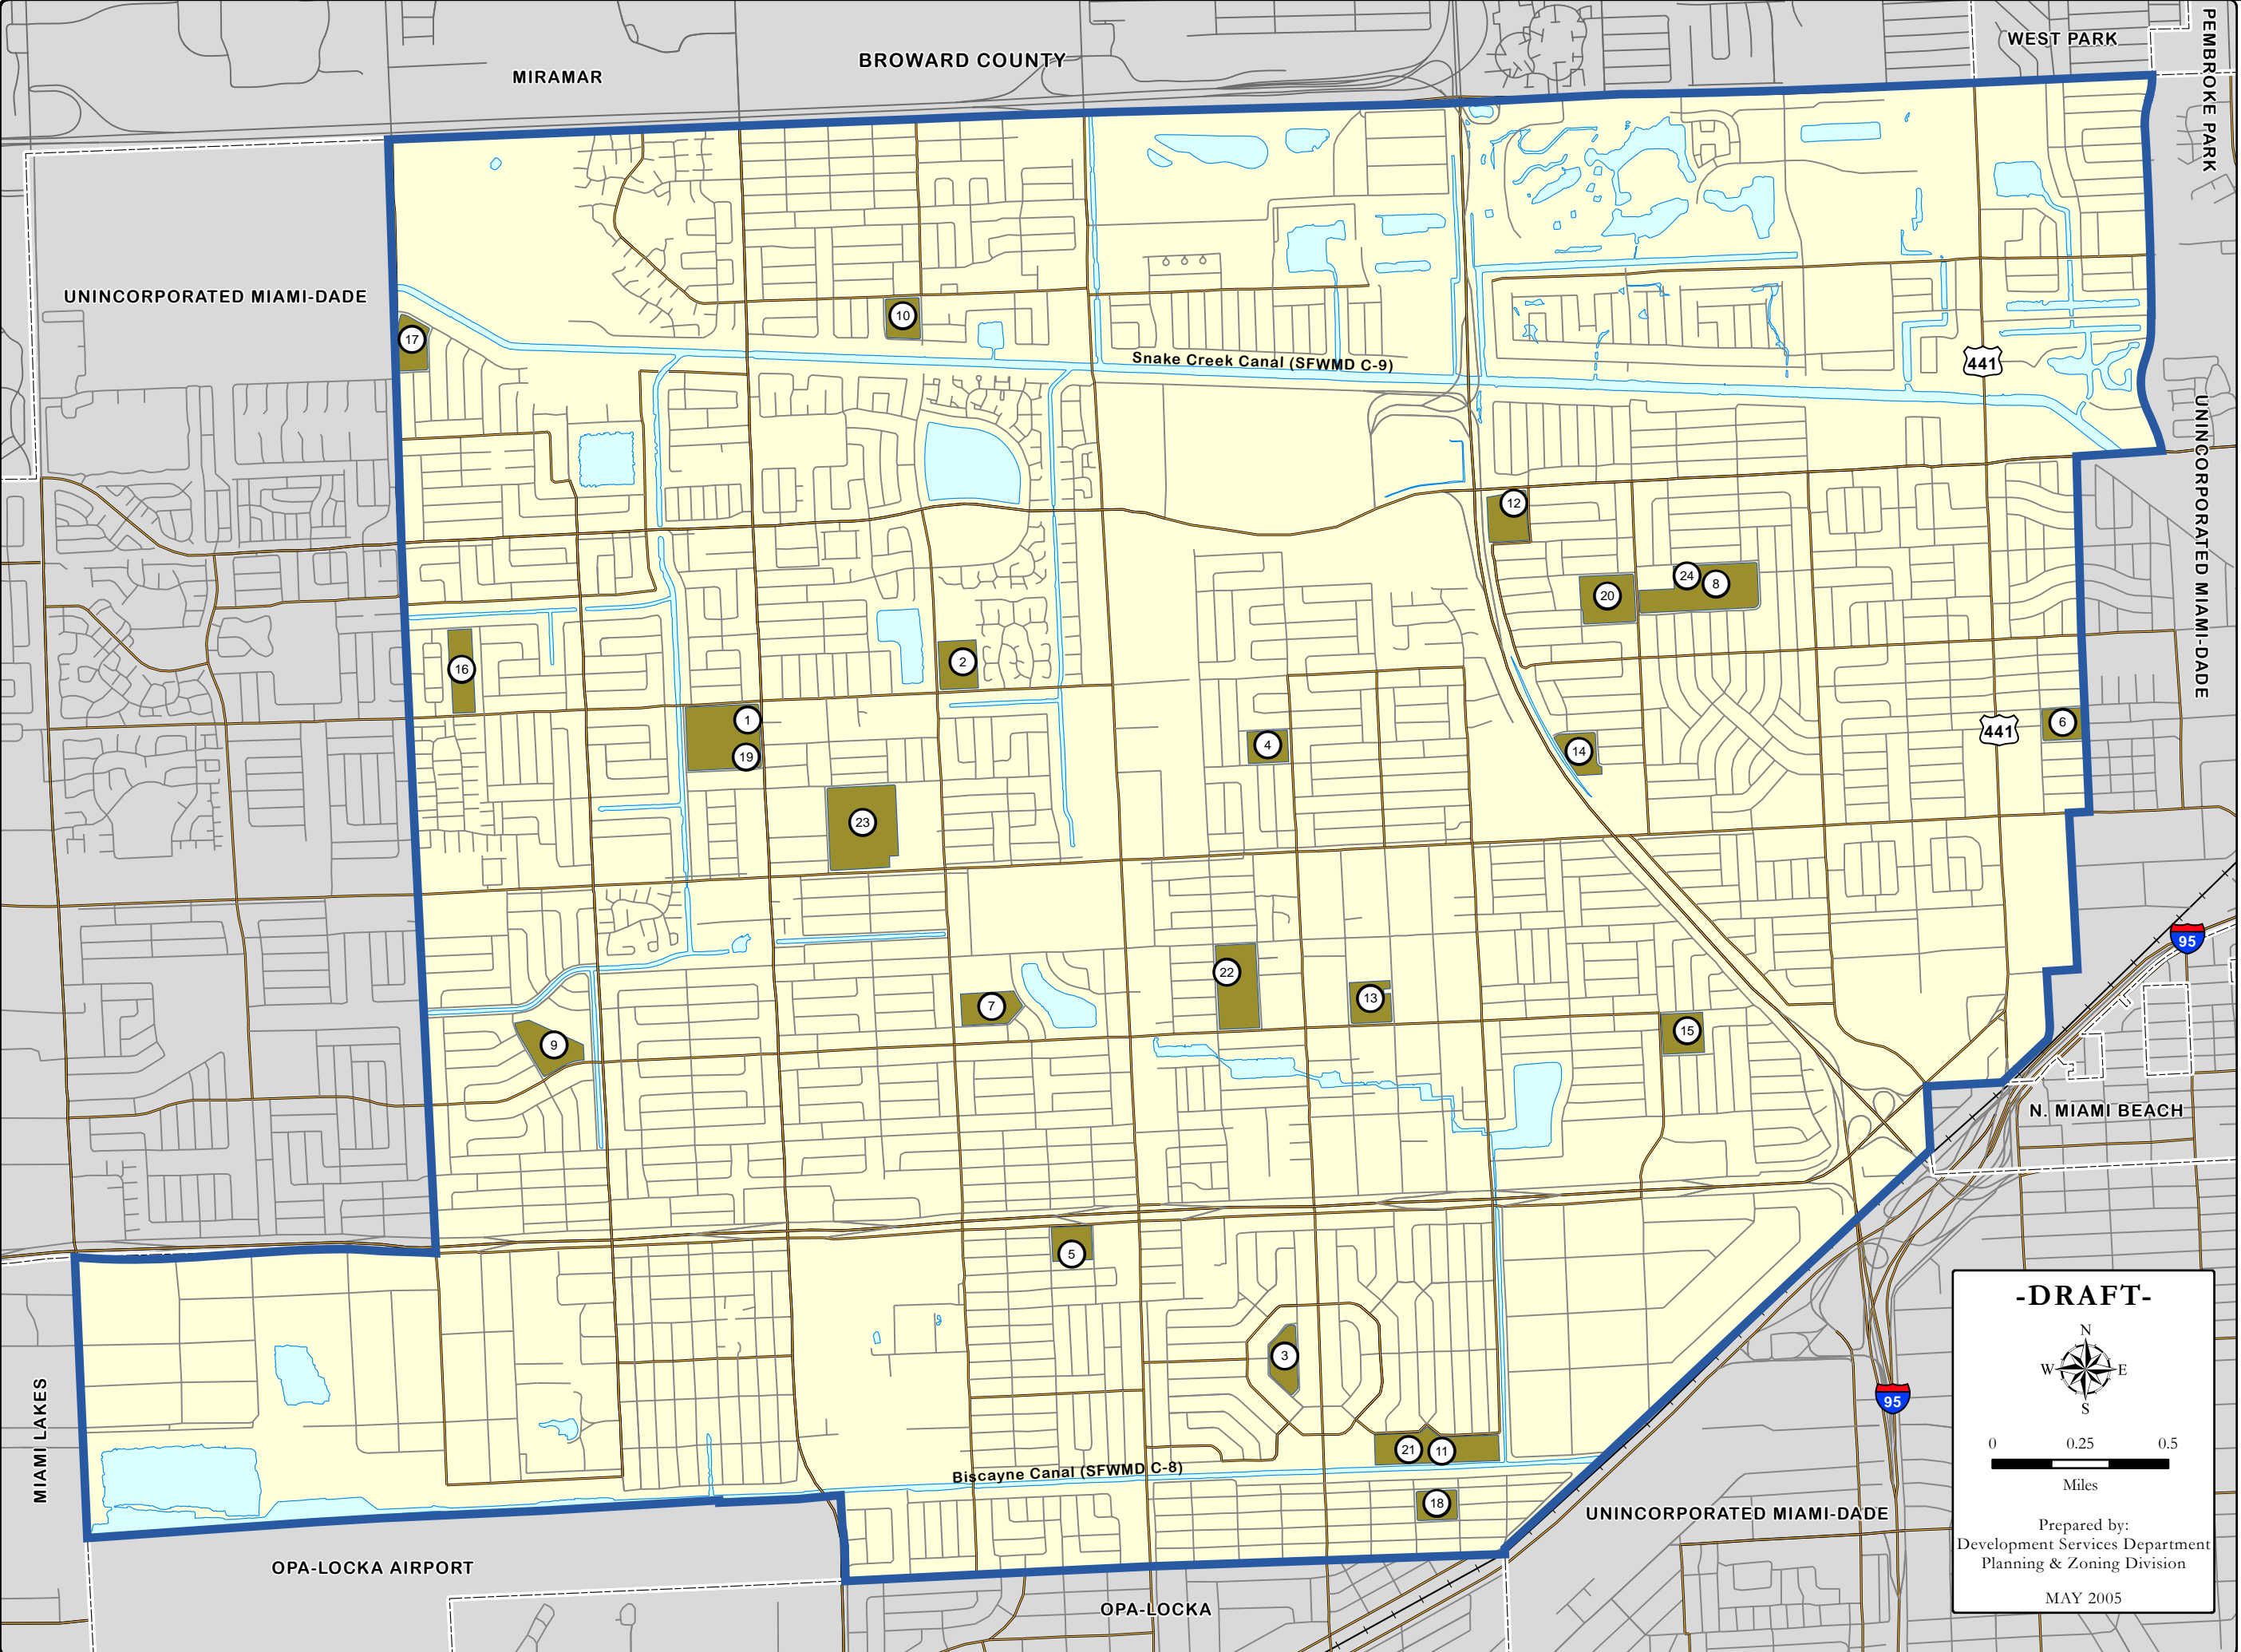 WEST PARK
PEMBROKE PARK
BROWARD COUNTY
MIRAMAR
UNINCORPORATED MIAMI-DADE
10
17
Snake Creek Canal (SFWMD C-9)
441
UNINCORPORATED MIAMI-DADE
12
24
8
20
2
16
1
4
14
441
6
19
23
95
22
13
7
15
9
N. MIAMI BEACH
5
3
21
11
18
Biscayne Canal (SFWMD C-8)
95
MIAMI LAKES
OPA-LOCKA AIRPORT
OPA-LOCKA
UNINCORPORATED MIAMI-DADE
-DRAFT-
N
W E
S
0 0.25 0.5
Miles
Prepared by:
Development Services Department
Planning & Zoning Division
MAY 2005